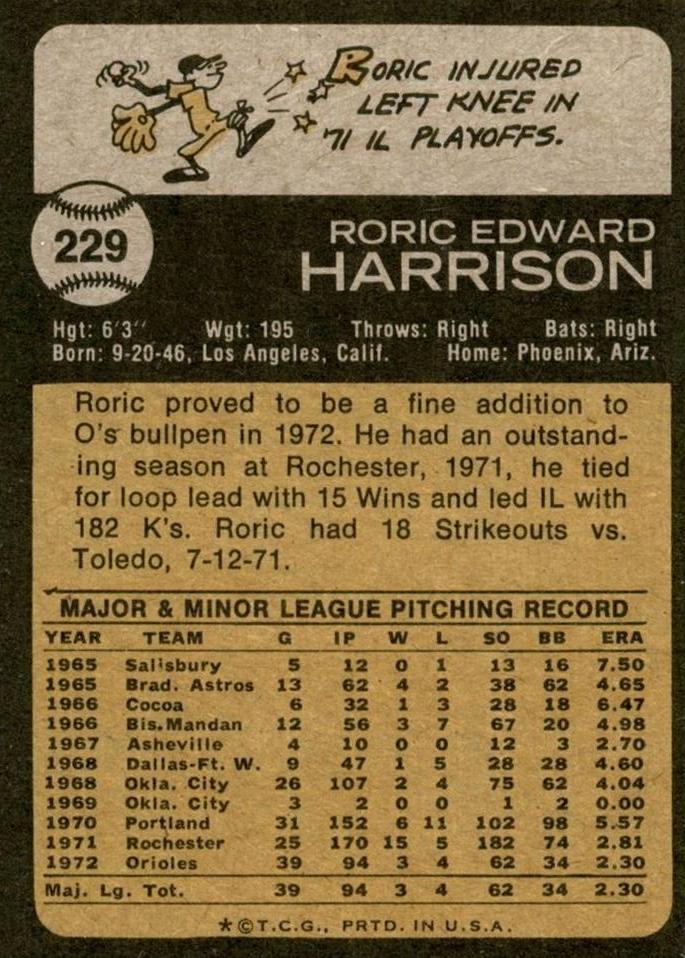 RORIC INJURED
LEFT KNEE IN
'71 IL PLAYOFFS.
229
RORIC EDWARD
HARRISON
Hgt: 6'3" Wgt: 195 Throws: Right Bats: Right
Born: 9-20-46, Los Angeles, Calif. Home: Phoenix, Ariz.
Roric proved to be a fine addition to
O's bullpen in 1972. He had an outstand-
ing season at Rochester, 1971, he tied
for loop lead with 15 Wins and led IL with
182 K's. Roric had 18 Strikeouts vs.
Toledo, 7-12-71.
MAJOR & MINOR LEAGUE PITCHING RECORD
YEAR TEAM G IP W L SO BB ERA
1965 Salisbury 5 12 0 1 13 16 7.50
1965 Brad. Astros 13 62 4 2 38 62 4.65
1966 Cocoa 6 32 1 3 28 18 6.47
1966 Bis.Mandan 12 56 3 7 67 20 4.98
1967 Asheville 4 10 0 0 12 3 2.70
1968 Dallas-Ft. W. 9 47 1 5 28 28 4.60
1968 Okla. City 26 107 2 4 75 62 4.04
1969 Okla. City 3 2 0 0 1 2 0.00
1970 Portland 31 152 6 11 102 98 5.57
1971 Rochester 25 170 15 5 182 74 2.81
1972 Orioles 39 94 3 4 62 34 2.30
Maj. Lg. Tot. 39 94 3 4 62 34 2.30
*©T.C.G., PRTD. IN U.S.A.